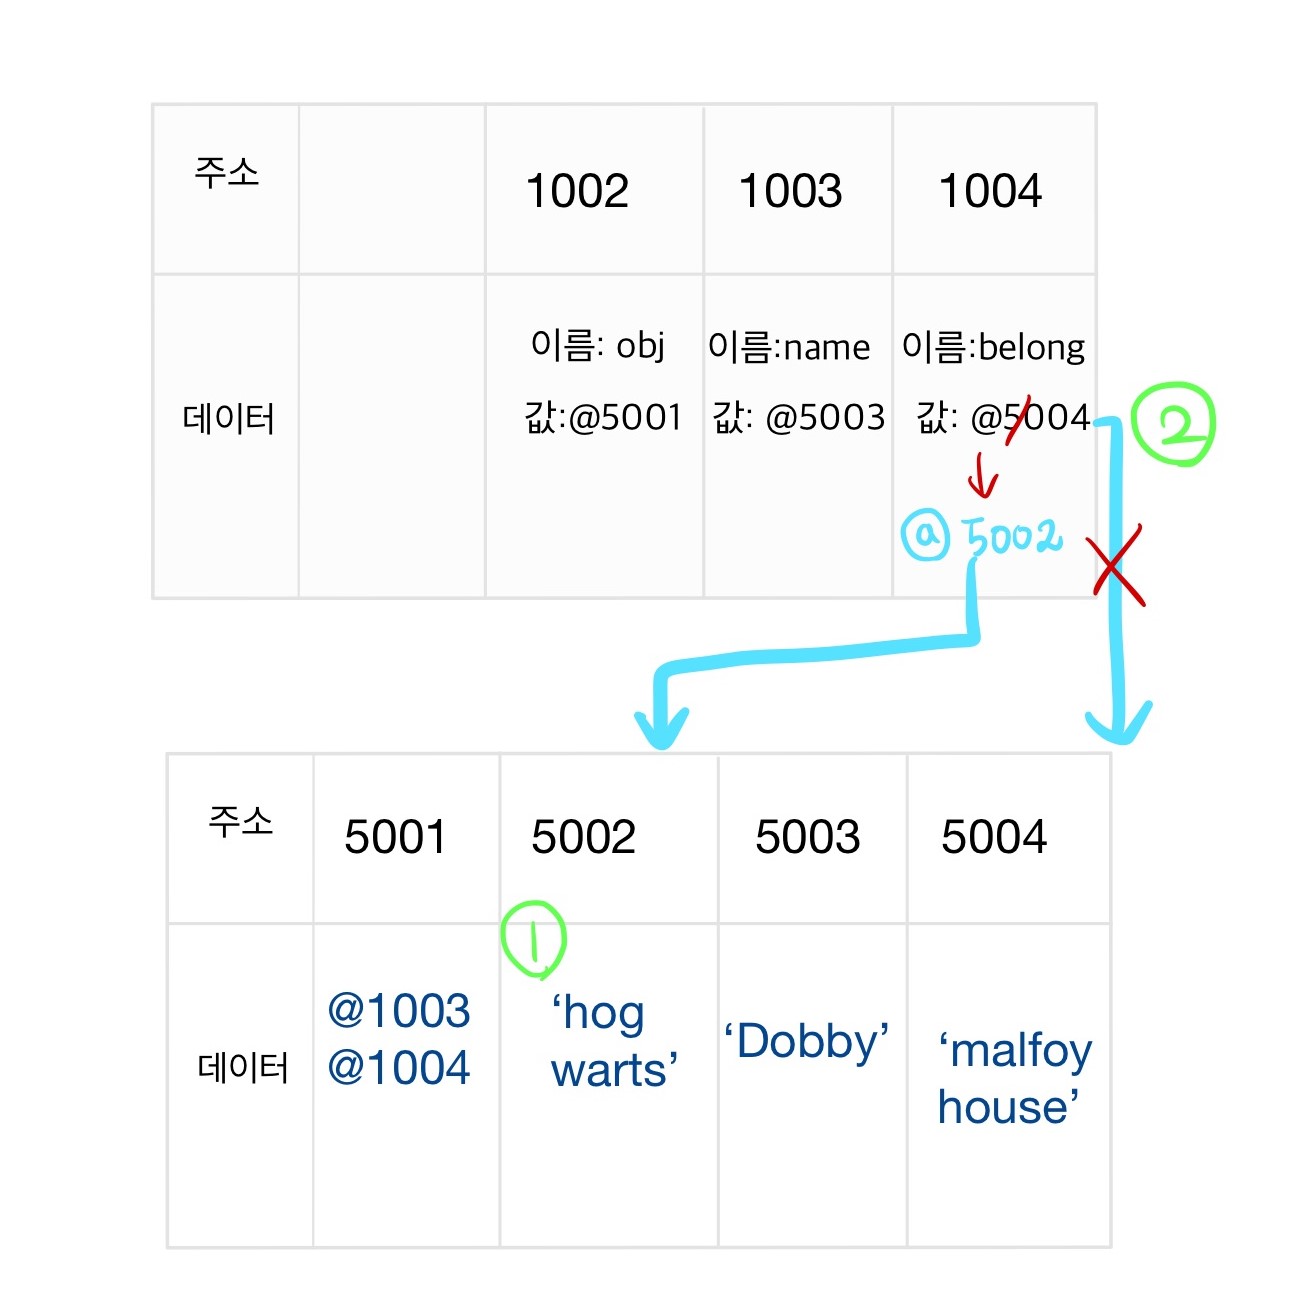 주소 1002 1003 1004
이름: obj 이름:name 이름:belong
데이터 값:@5001 값: @5003 값: @5004
②
@ 5002
주소 5001 5002 5003 5004
①
@1003 ‘hog ‘Dobby’ ‘malfoy
데이터 @1004 warts’ house’